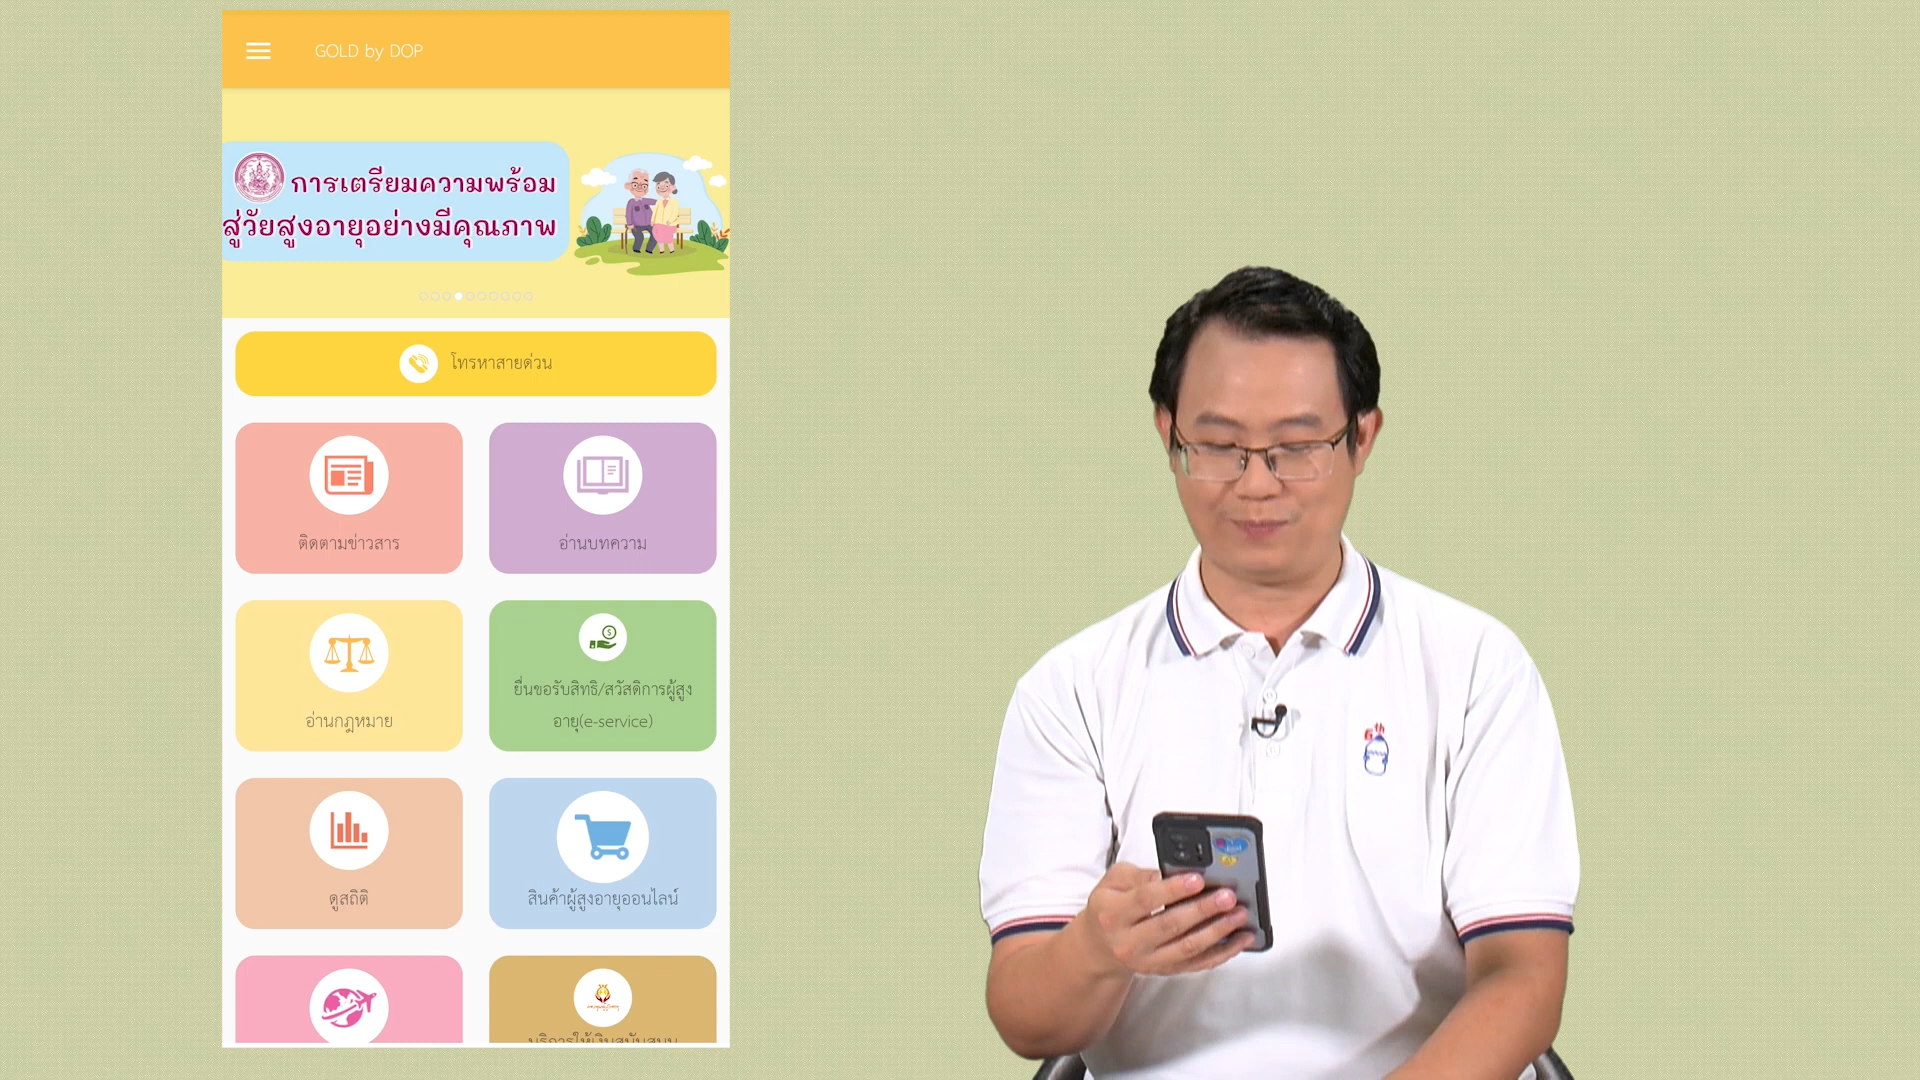 GOLD by DOP
การเตรียมความพร้อม
สู่วัยสูงอายุอย่างมีคุณภาพ
โทรหาสายด่วน
ติดตามข่าวสาร
อ่านบทความ
อ่านกฎหมาย
ยื่นขอรับสิทธิ/สวัสดิการผู้สูง
อายุ(e-service)
ดูสถิติ
สินค้าผู้สูงอายุออนไลน์
6th